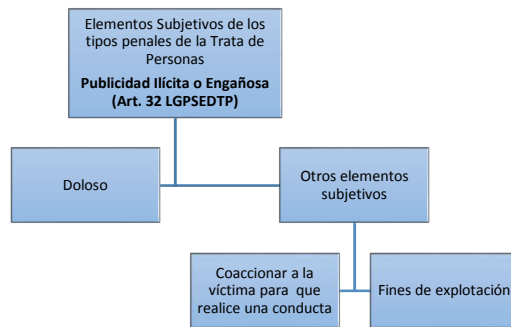 Elementos Subjetivos de los
tipos penales de la Trata de
Personas
Publicidad Ilícita o Engañosa
(Art. 32 LGPSEDTP)
Doloso
Otros elementos
subjetivos
Coaccionar a la
víctima para que
realice una conducta
Fines de explotación